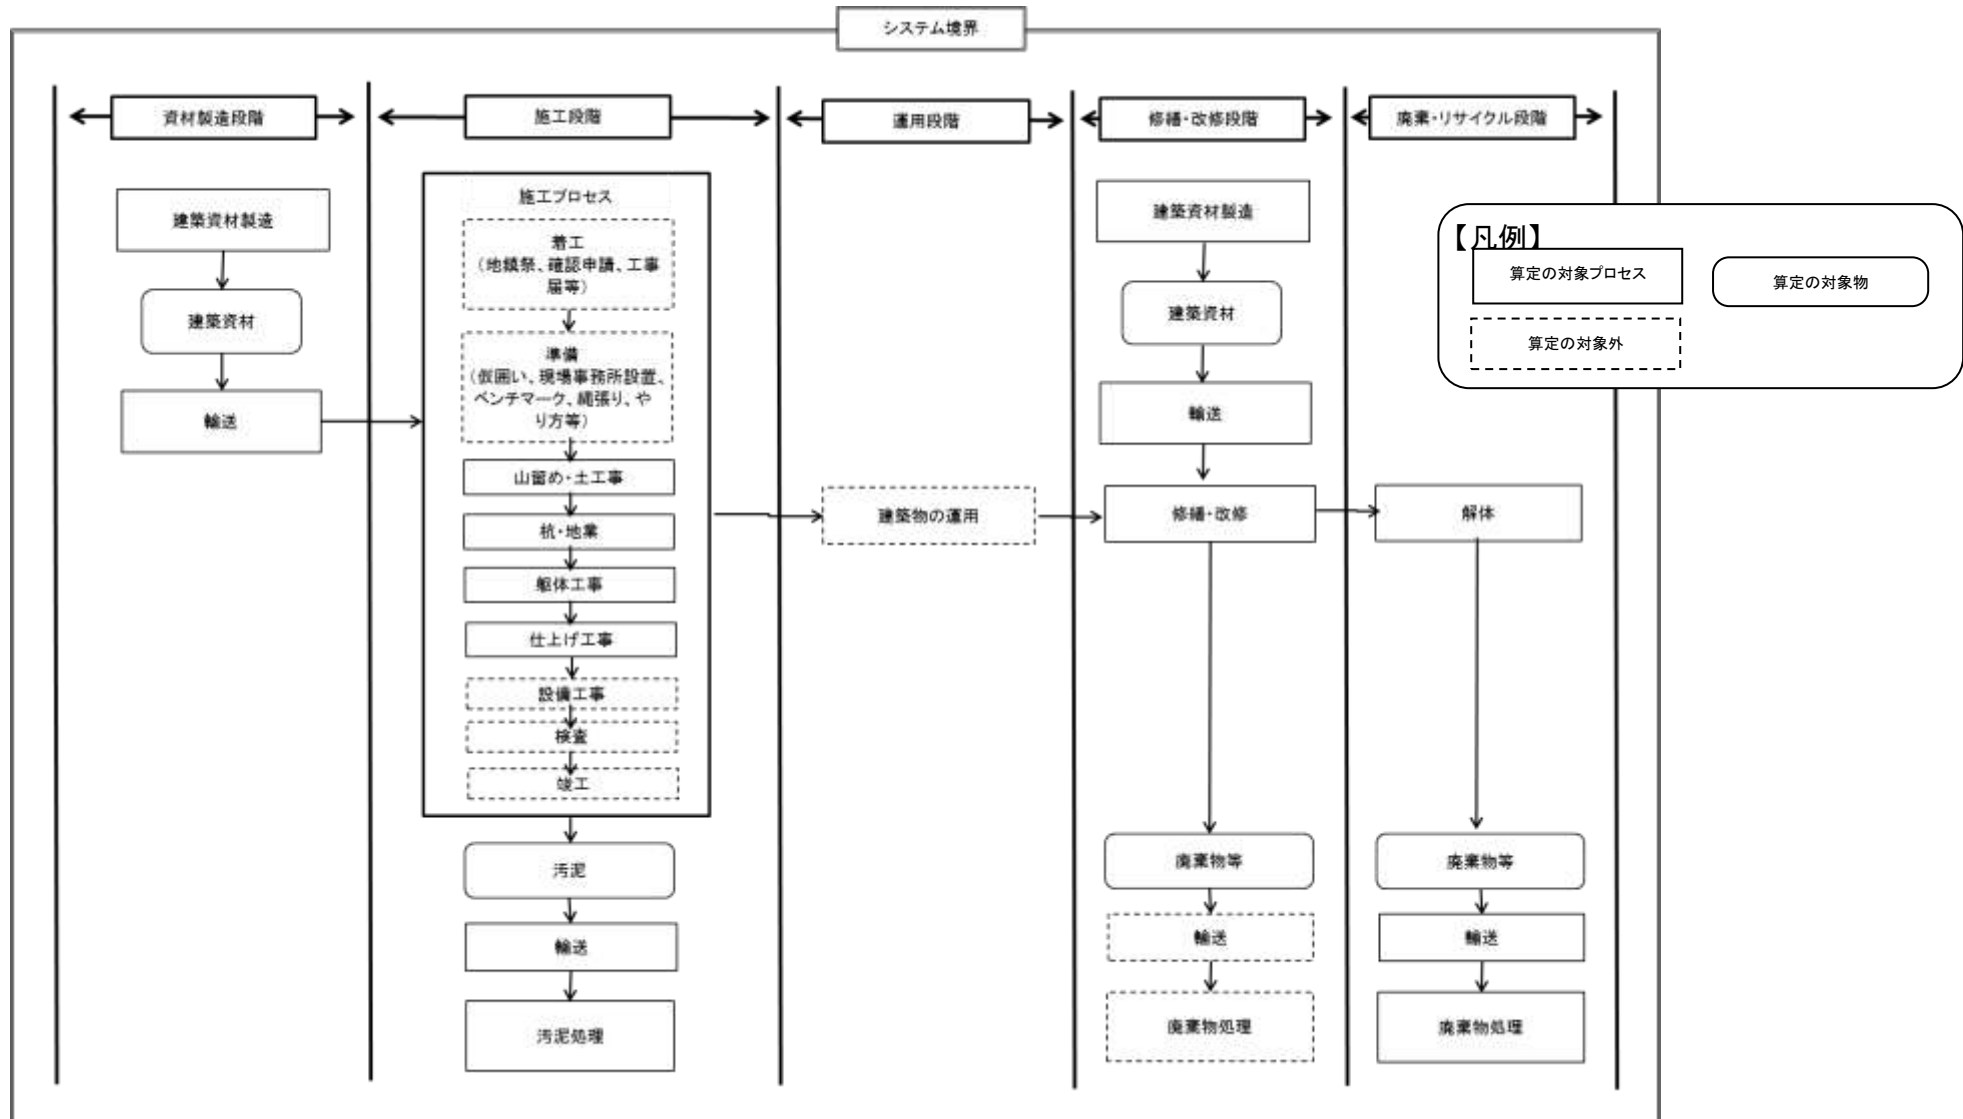 システム境界
資材製造段階
施工段階
運用段階
修繕・改修段階
廃棄・リサイクル段階
建築資材製造
建築資材
輸送
施工プロセス
着工
(地鎮祭、確認申請、工事
届等)
準備
(仮囲い、現場事務所設置、
ベンチマーク、縄張り、や
り方等)
山留め・土工事
杭・地業
躯体工事
仕上げ工事
設備工事
検査
竣工
汚泥
輸送
汚泥処理
建築物の運用
建築資材製造
建築資材
輸送
修繕・改修
廃棄物等
輸送
廃棄物処理
解体
廃棄物等
輸送
廃棄物処理
【凡例】
算定の対象プロセス
算定の対象物
算定の対象外